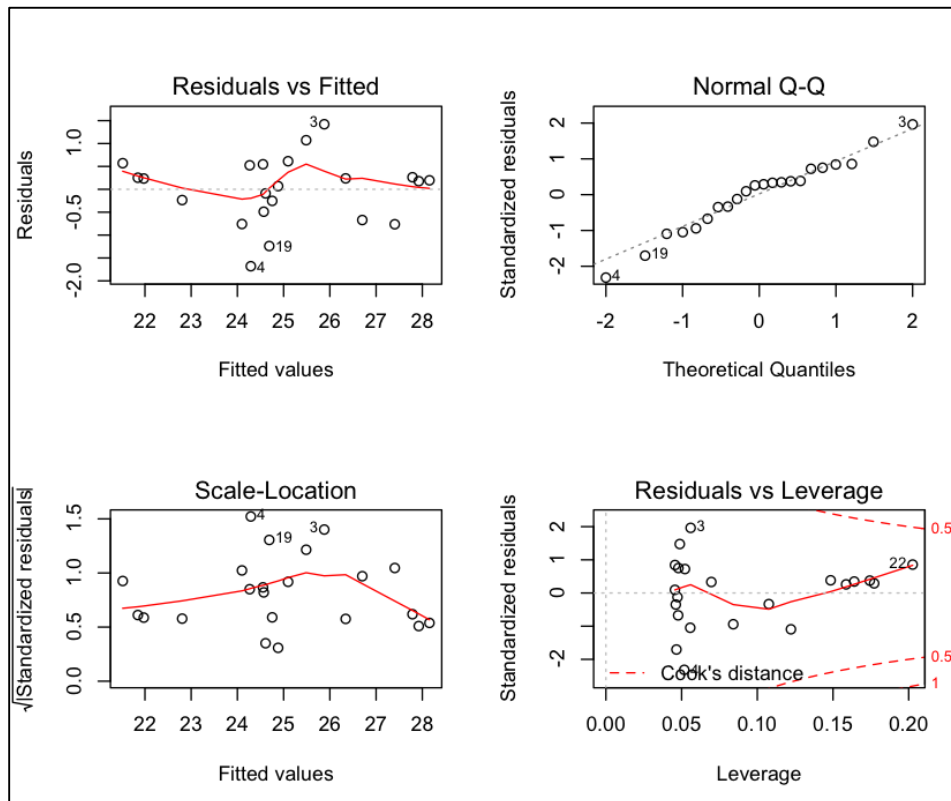 Residuals vs Fitted
Residuals
1.0
-0.5
-2.0
3
19
4
22 23 24 25 26 27 28
Fitted values
Normal Q-Q
Standardized residuals
2
1
0
-1
-2
3
19
4
-2 -1 0 1 2
Theoretical Quantiles
Scale-Location
√|Standardized residuals|
1.5
1.0
0.5
0.0
4
19
3
22 23 24 25 26 27 28
Fitted values
Residuals vs Leverage
Standardized residuals
2
1
0
-2
3
22
4
0.5
0.5
1
Cook's distance
0.00 0.05 0.10 0.15 0.20
Leverage